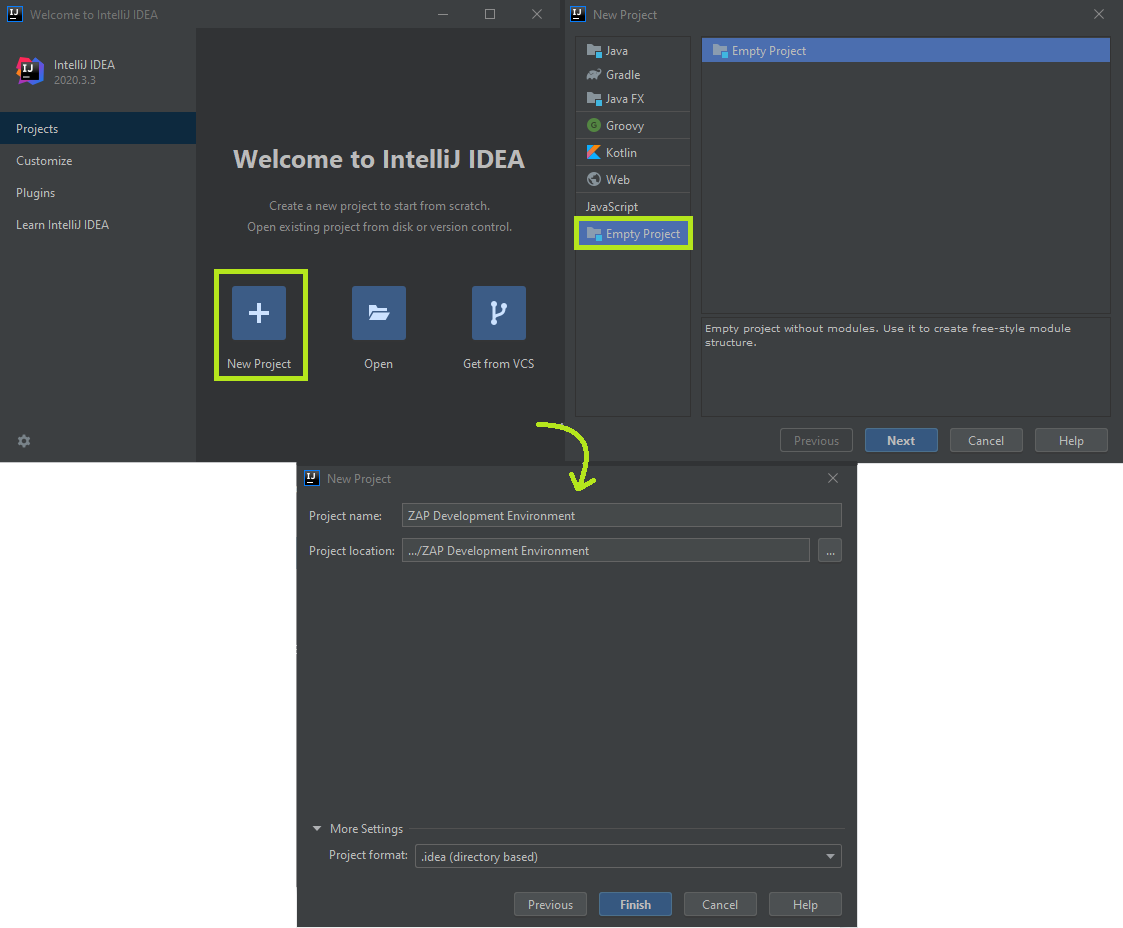 Welcome to IntelliJ IDEA
IntelliJ IDEA
2020.3.3
Projects
Customize
Plugins
Learn IntelliJ IDEA
Welcome to IntelliJ IDEA
Create a new project to start from scratch.
Open existing project from disk or version control.
New Project
Open
Get from VCS
New Project
Java
Gradle
Java FX
Groovy
Kotlin
Web
JavaScript
Empty Project
Empty Project
Empty project without modules. Use it to create free-style module
structure.
Previous
Next
Cancel
Help
New Project
Project name: ZAP Development Environment
Project location: .../ZAP Development Environment ...
More Settings
Project format: .idea (directory based)
Previous
Finish
Cancel
Help